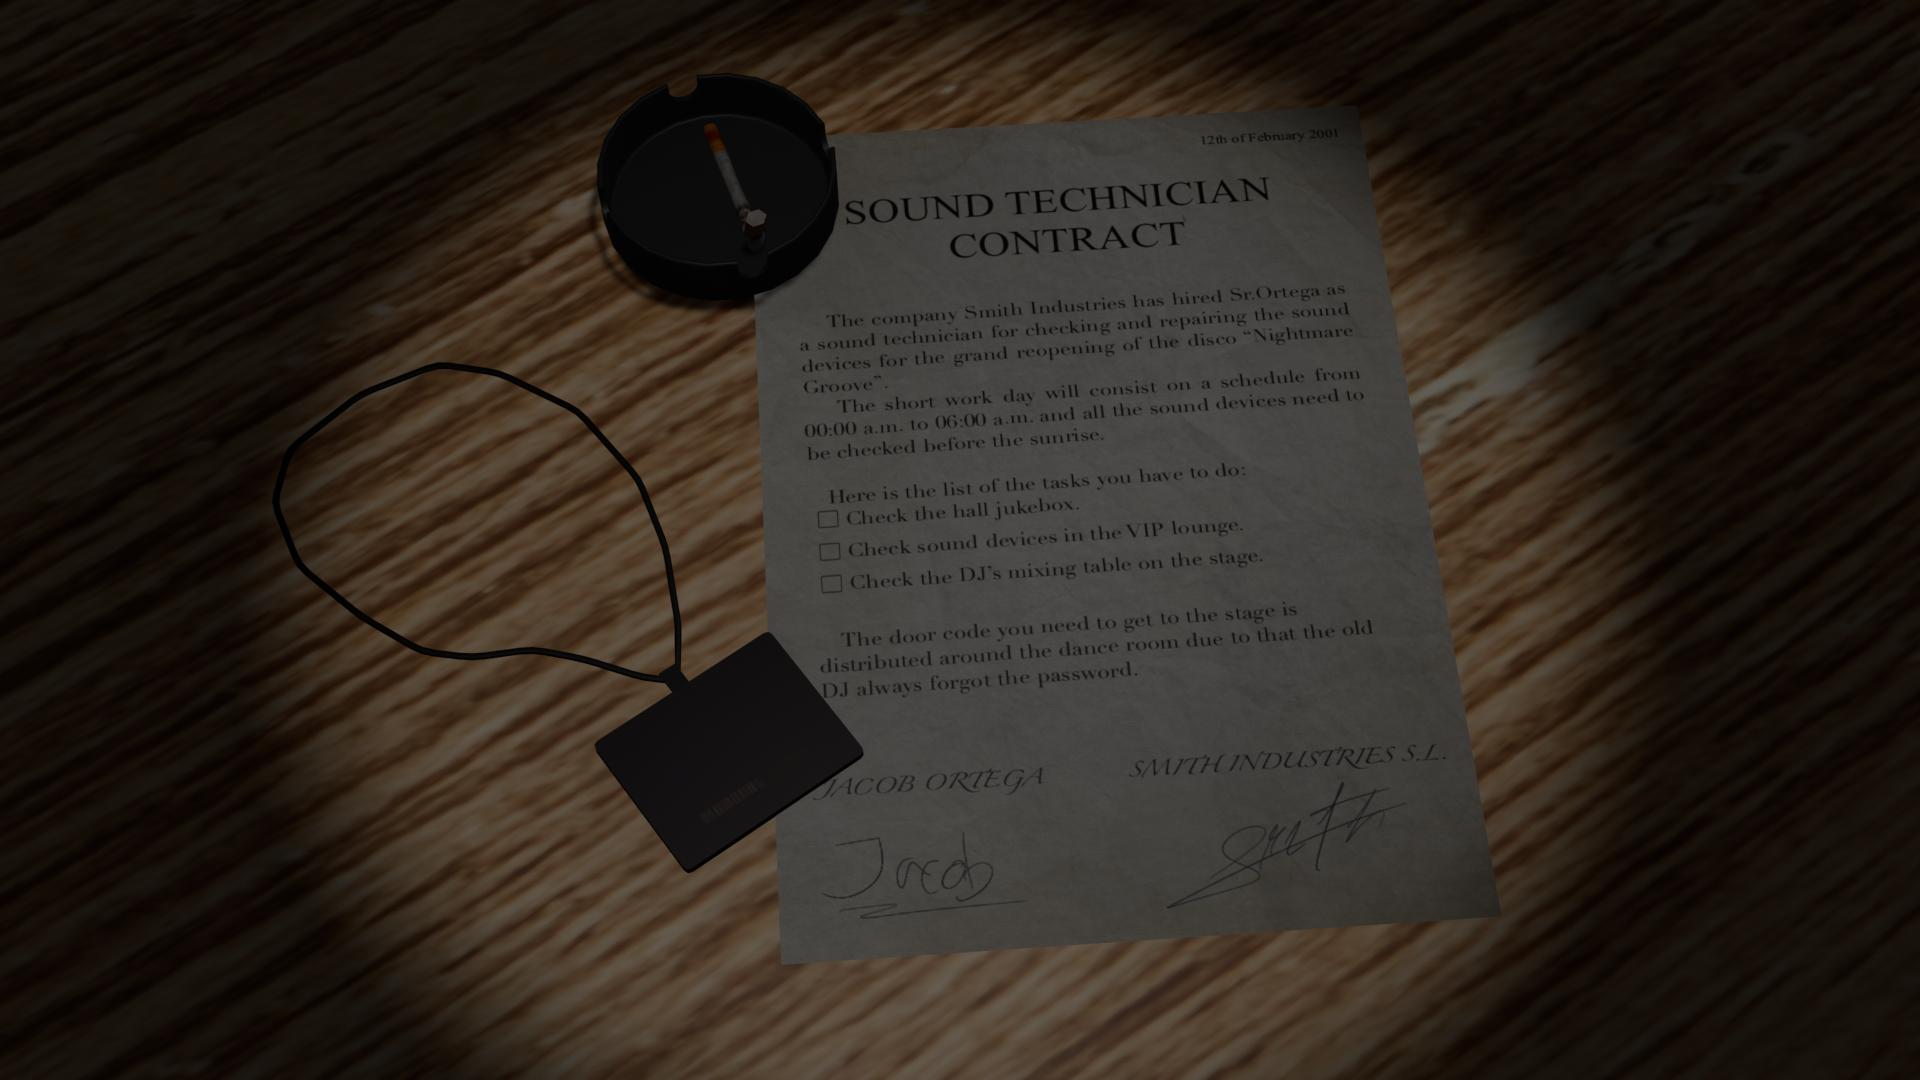 12th of February 2001
SOUND TECHNICIAN
CONTRACT
The company Smith Industries has hired Sr.Ortega as
a sound technician for checking and repairing the sound
devices for the grand reopening of the disco “Nightmare
Groove”.
The short work day will consist on a schedule from
00:00 a.m. to 06:00 a.m. and all the sound devices need to
be checked before the sunrise.
Here is the list of the tasks you have to do:
Check the hall jukebox.
Check sound devices in the VIP lounge.
Check the DJ’s mixing table on the stage.
The door code you need to get to the stage is
distributed around the dance room due to that the old
DJ always forgot the password.
JACOB ORTEGA
SMITH INDUSTRIES S.L.
Jacob
Smith